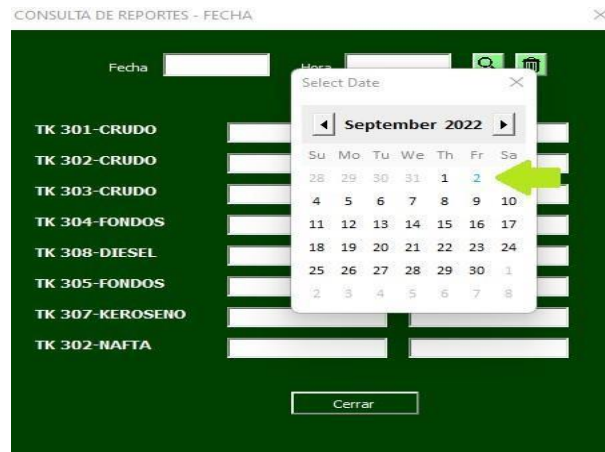 CONSULTA DE REPORTES - FECHA
Fecha
Hora
Select Date
September 2022
Su Mo Tu We Th Fr Sa
28 29 30 31 1 2
4 5 6 7 8 9 10
11 12 13 14 15 16 17
18 19 20 21 22 23 24
25 26 27 28 29 30 1
2 3 4 5 6 7 8
TK 301-CRUDO
TK 302-CRUDO
TK 303-CRUDO
TK 304-FONDOS
TK 308-DIESEL
TK 305-FONDOS
TK 307-KEROSENO
TK 302-NAFTA
Cerrar